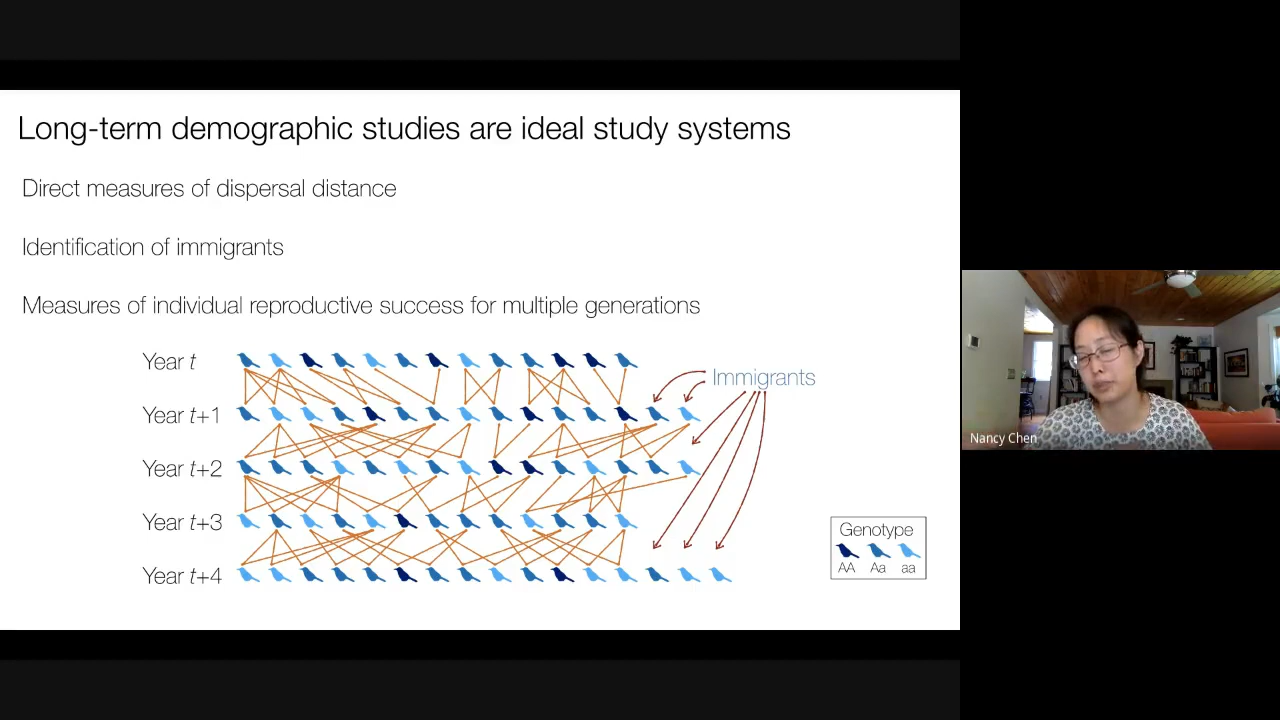 Long-term demographic studies are ideal study systems
Direct measures of dispersal distance
Identification of immigrants
Measures of individual reproductive success for multiple generations
Year t
Immigrants
Year t+1
Year t+2
Year t+3
Year t+4
Genotype
AA Aa aa
Nancy Chen